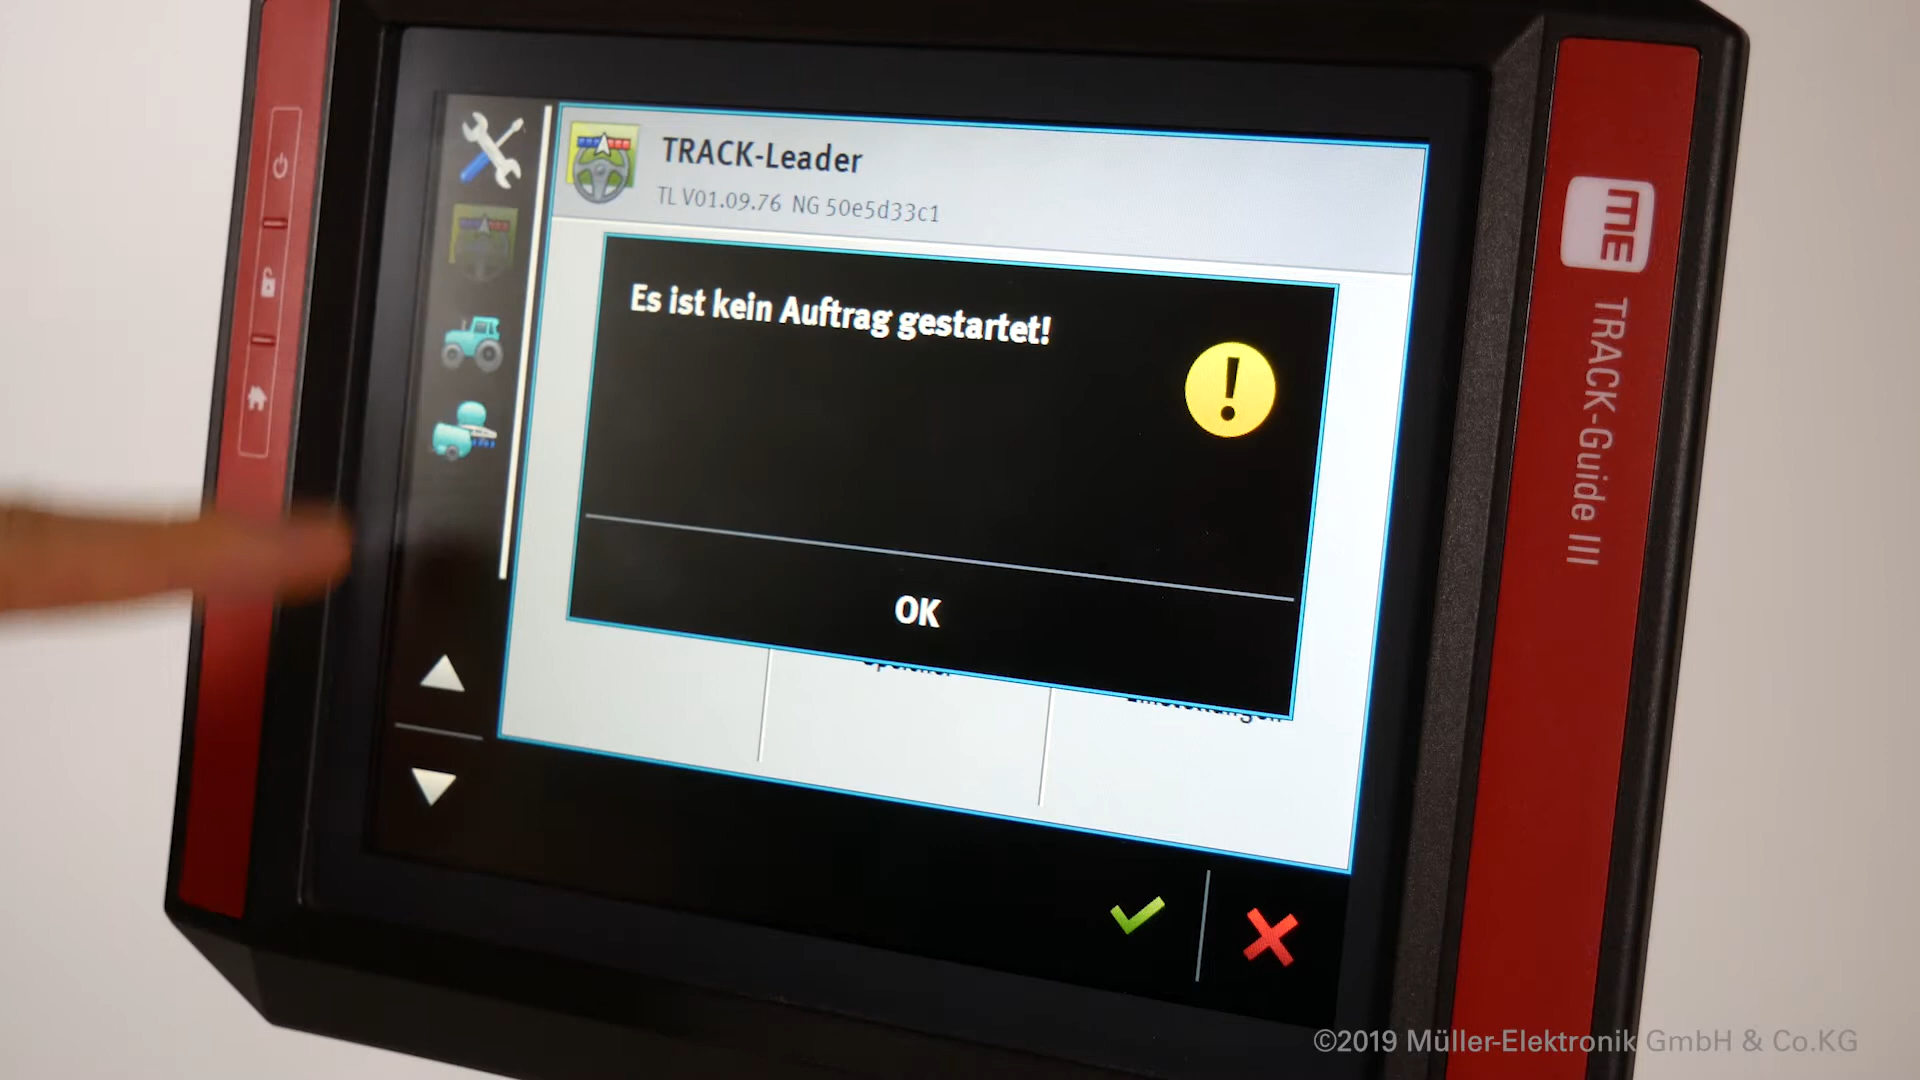 TRACK-Leader
TL V01.09.76 NG 50e5d33c1
Es ist kein Auftrag gestartet!
OK
ME
TRACK-Guide III
©2019 Müller-Elektronik GmbH & Co.KG